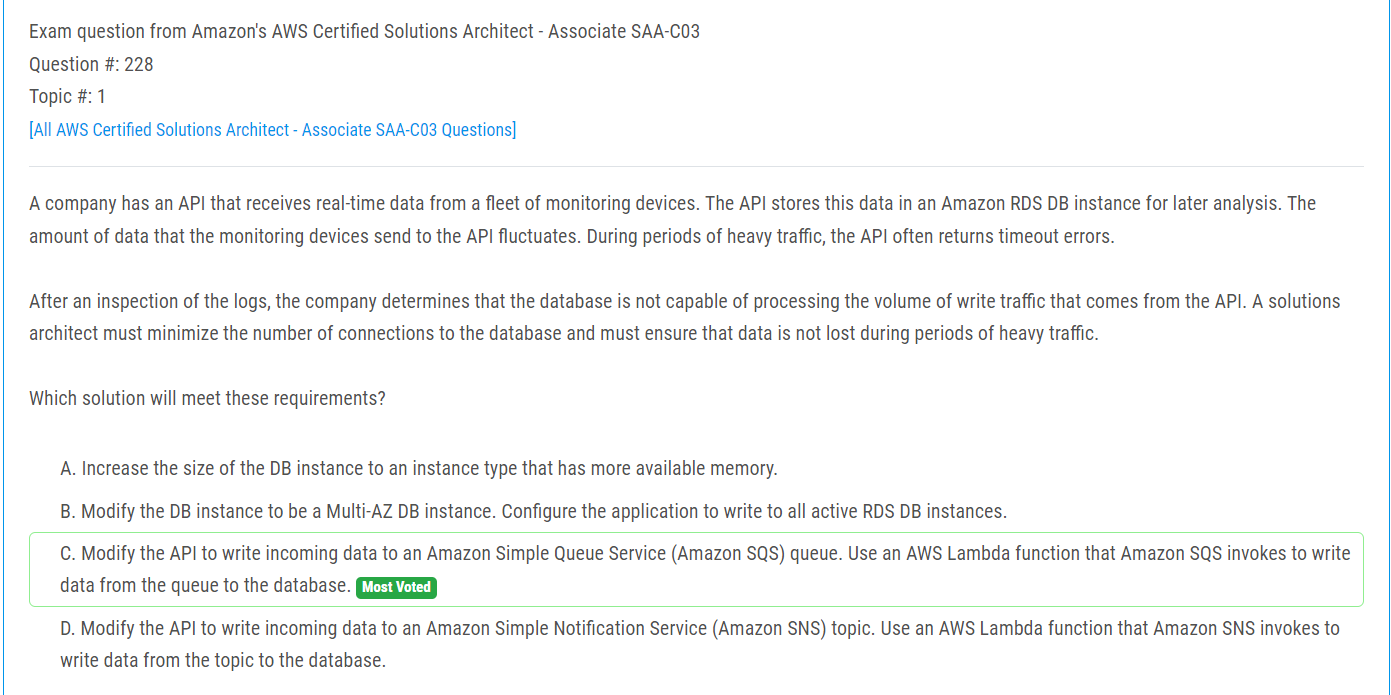 Exam question from Amazon's AWS Certified Solutions Architect - Associate SAA-C03
Question #: 228
Topic #: 1
[All AWS Certified Solutions Architect - Associate SAA-C03 Questions]
A company has an API that receives real-time data from a fleet of monitoring devices. The API stores this data in an Amazon RDS DB instance for later analysis. The
amount of data that the monitoring devices send to the API fluctuates. During periods of heavy traffic, the API often returns timeout errors.
After an inspection of the logs, the company determines that the database is not capable of processing the volume of write traffic that comes from the API. A solutions
architect must minimize the number of connections to the database and must ensure that data is not lost during periods of heavy traffic.
Which solution will meet these requirements?
A. Increase the size of the DB instance to an instance type that has more available memory.
B. Modify the DB instance to be a Multi-AZ DB instance. Configure the application to write to all active RDS DB instances.
C. Modify the API to write incoming data to an Amazon Simple Queue Service (Amazon SQS) queue. Use an AWS Lambda function that Amazon SQS invokes to write
data from the queue to the database. Most Voted
D. Modify the API to write incoming data to an Amazon Simple Notification Service (Amazon SNS) topic. Use an AWS Lambda function that Amazon SNS invokes to
write data from the topic to the database.